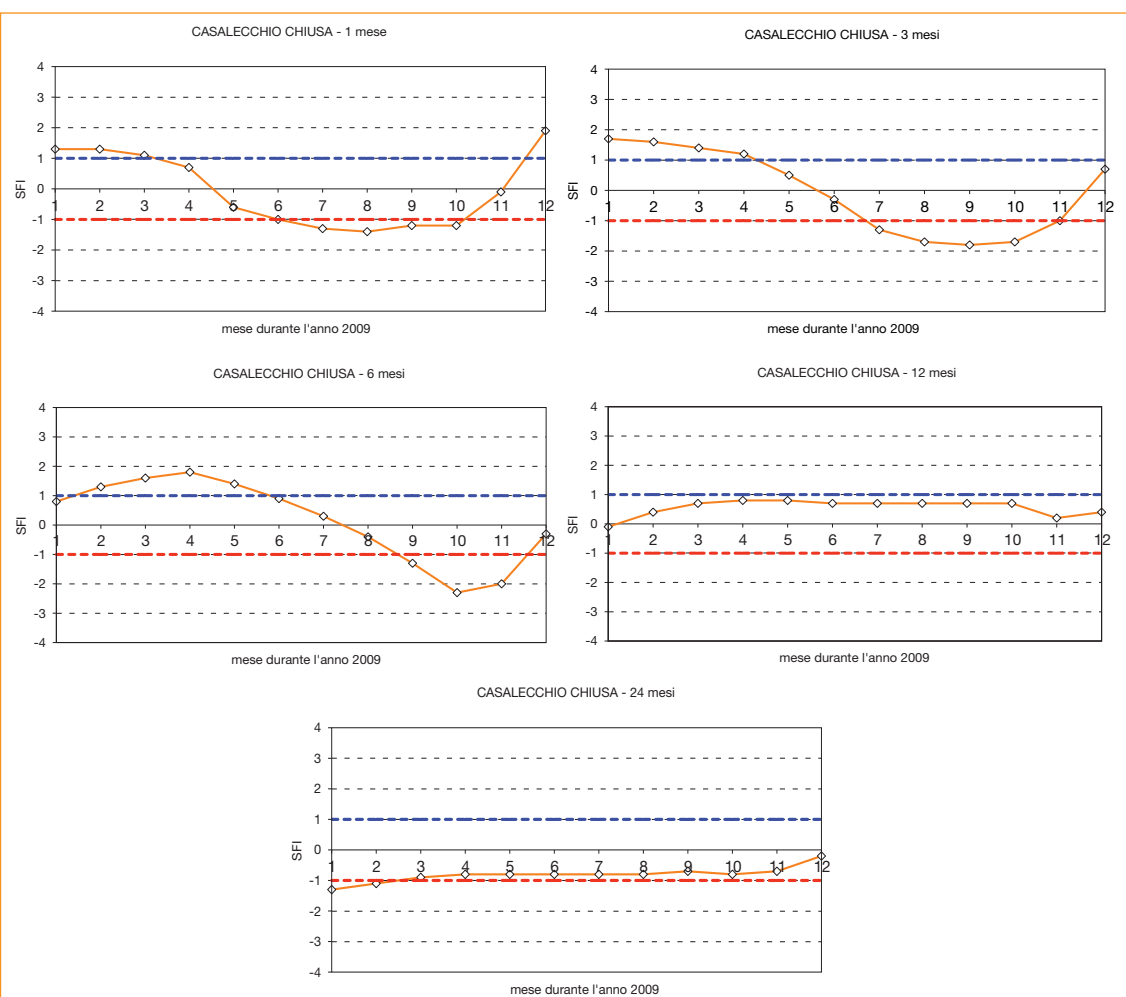 CASALECCHIO CHIUSA - 1 mese
4
3
2
1
0
-1
-2
-3
-4
SFI
1 2 3 4 5 6 7 8 9 10 11 12
mese durante l'anno 2009
CASALECCHIO CHIUSA - 3 mesi
4
3
2
1
0
-1
-2
-3
-4
SFI
1 2 3 4 5 6 7 8 9 10 11 12
mese durante l'anno 2009
CASALECCHIO CHIUSA - 6 mesi
4
3
2
1
0
-1
-2
-3
-4
SFI
1 2 3 4 5 6 7 8 9 10 11 12
mese durante l'anno 2009
CASALECCHIO CHIUSA - 12 mesi
4
3
2
1
0
-1
-2
-3
-4
SFI
1 2 3 4 5 6 7 8 9 10 11 12
mese durante l'anno 2009
CASALECCHIO CHIUSA - 24 mesi
4
3
2
1
0
-1
-2
-3
-4
SFI
1 2 3 4 5 6 7 8 9 10 11 12
mese durante l'anno 2009